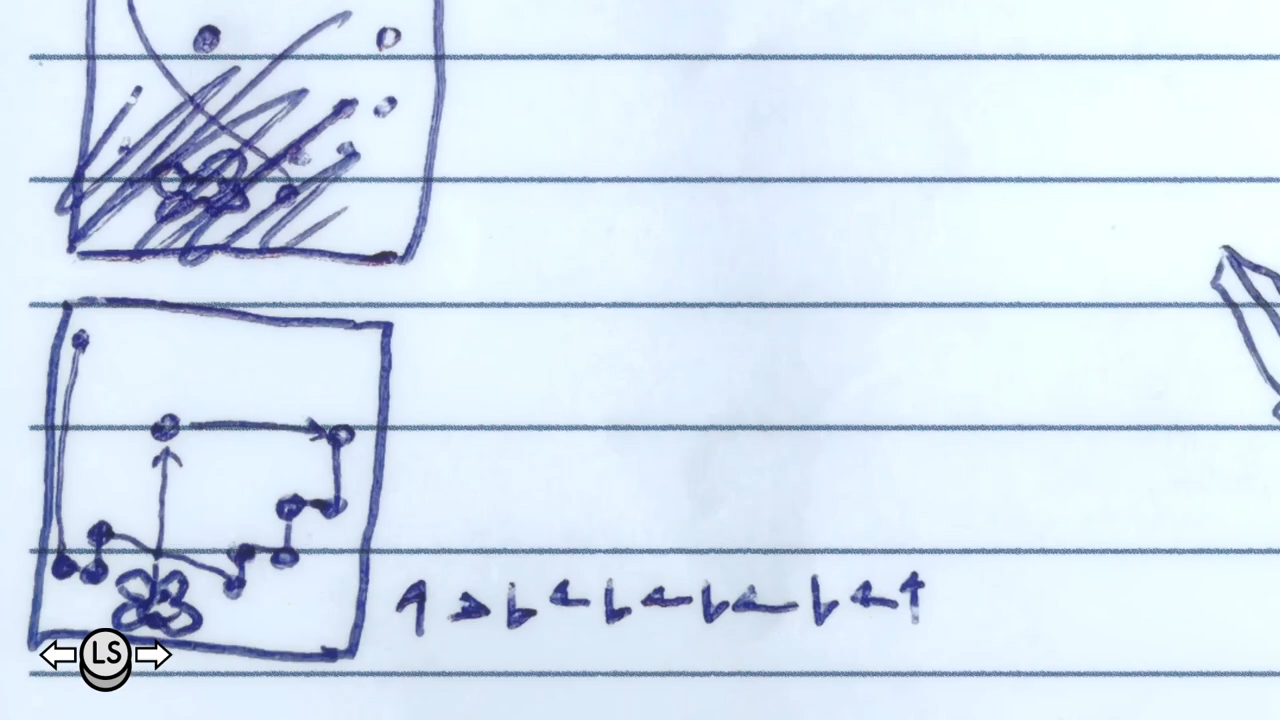 LS
↑ > ↓ ← ↓ ← ↓ ← ↓ ← ↑